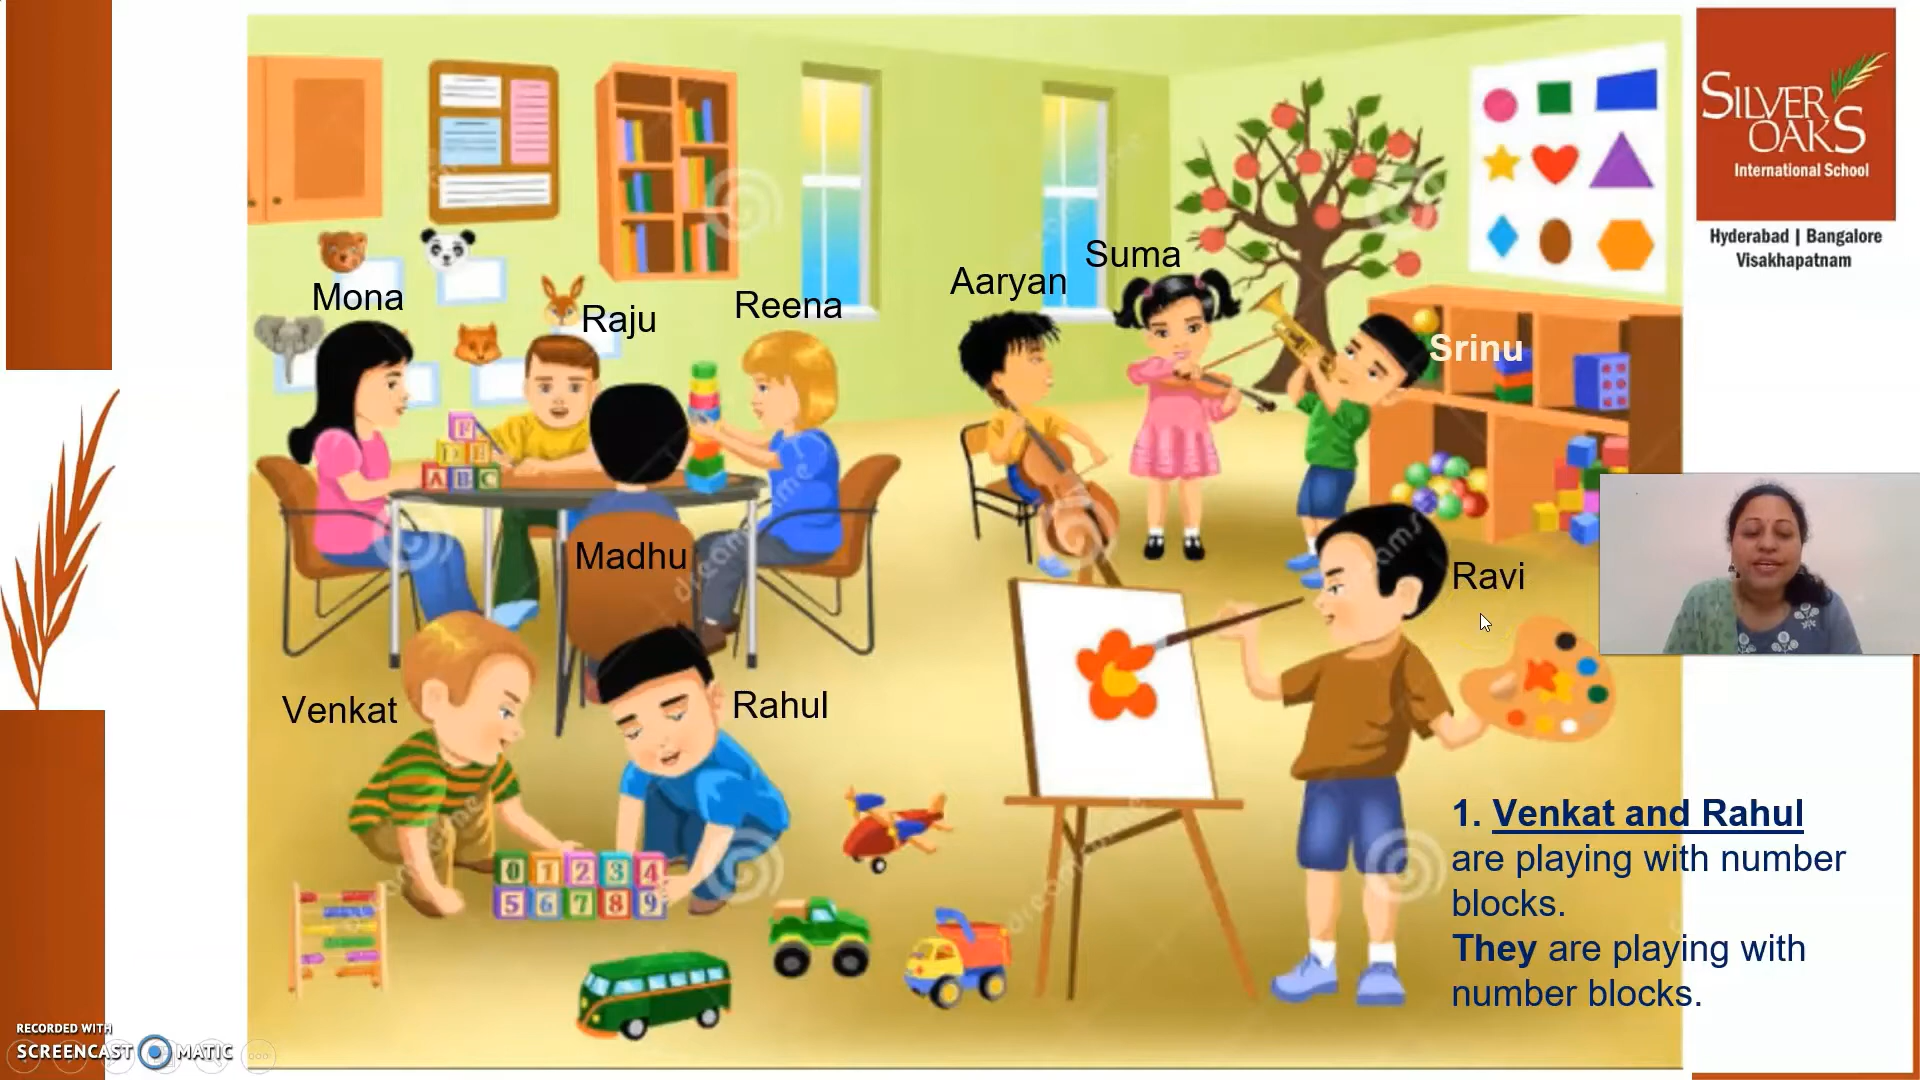 SILVER
OAKS
International School
Hyderabad | Bangalore
Visakhapatnam
Suma
Aaryan
Mona
Reena
Raju
Srinu
F
D E
A B C
Madhu
Ravi
Venkat
Rahul
1. Venkat and Rahul
are playing with number
blocks.
They are playing with
number blocks.
0 1 2 3 4
5 6 7 8 9
RECORDED WITH
SCREENCAST MATIC